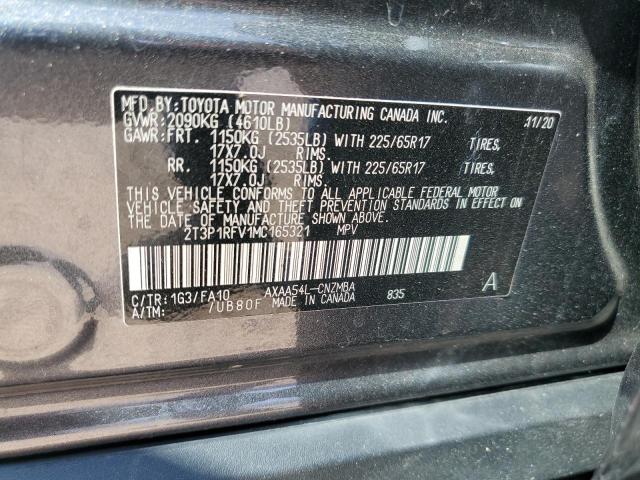 MFD.BY:TOYOTA MOTOR MANUFACTURING CANADA INC.
GVWR:2090KG (4610LB) 11/20
GAWR:FRT. 1150KG (2535LB) WITH 225/65R17 TIRES,
17X7.0J RIMS.
RR. 1150KG (2535LB) WITH 225/65R17 TIRES,
17X7.0J RIMS.
THIS VEHICLE CONFORMS TO ALL APPLICABLE FEDERAL MOTOR
VEHICLE SAFETY AND THEFT PREVENTION STANDARDS IN EFFECT ON
THE DATE OF MANUFACTURE SHOWN ABOVE.
2T3P1RFV1MC165321 MPV
C/TR:1G3/FA10 AXAA54L-CNZMBA A
A/TM: /UB80F MADE IN CANADA 835